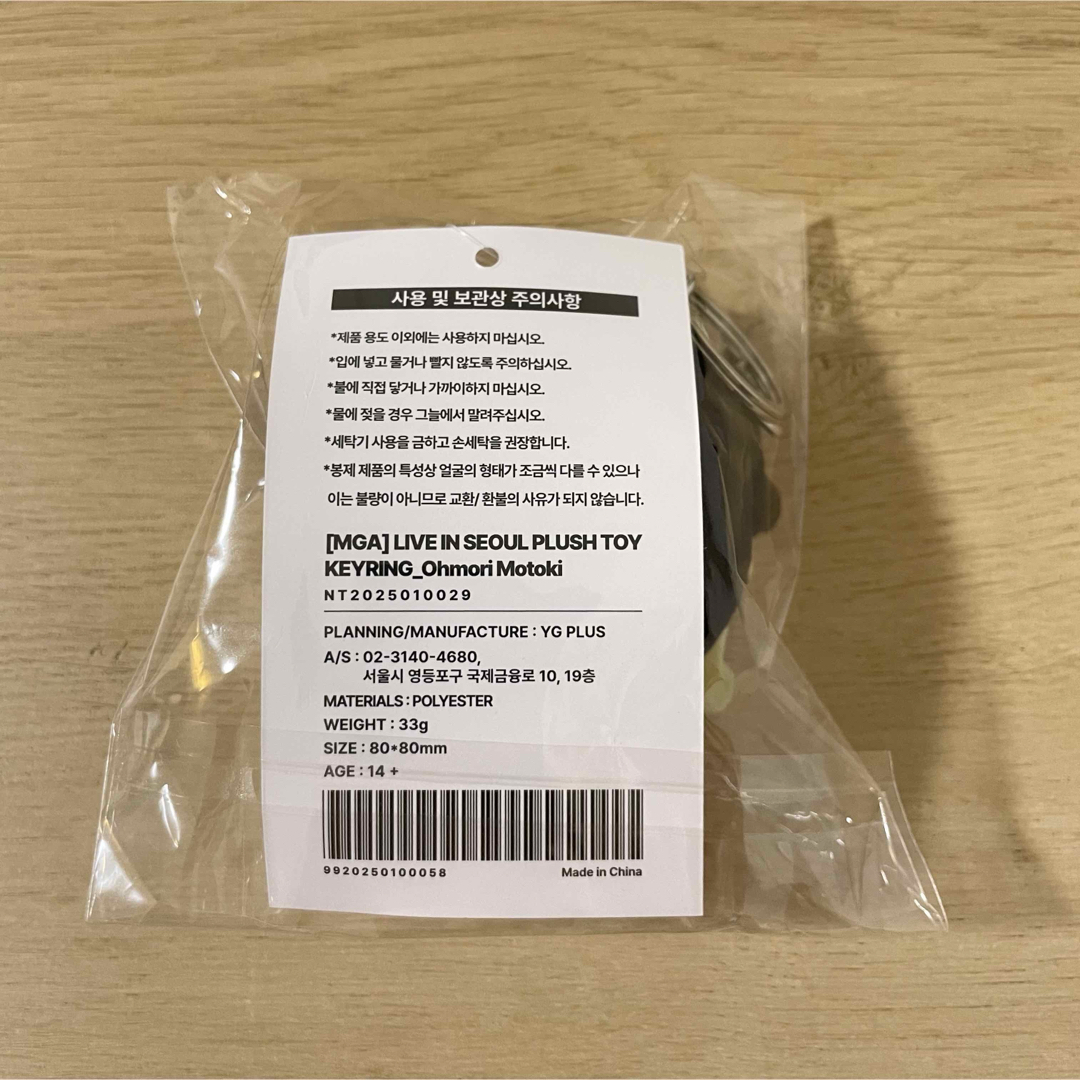 사용 및 보관상 주의사항
*제품 용도 이외에는 사용하지 마십시오.
*입에 넣고 물거나 빨지 않도록 주의하십시오.
*불에 직접 닿거나 가까이하지 마십시오.
*물에 젖을 경우 그늘에서 말려주십시오.
*세탁기 사용을 금하고 손세탁을 권장합니다.
*봉제 제품의 특성상 얼굴의 형태가 조금씩 다를 수 있으나
이는 불량이 아니므로 교환/ 환불의 사유가 되지 않습니다.
[MGA] LIVE IN SEOUL PLUSH TOY
KEYRING_Ohmori Motoki
NT2025010029
PLANNING/MANUFACTURE : YG PLUS
A/S : 02-3140-4680,
서울시 영등포구 국제금융로 10, 19층
MATERIALS : POLYESTER
WEIGHT : 33g
SIZE : 80*80mm
AGE : 14 +
9920250100058 Made in China